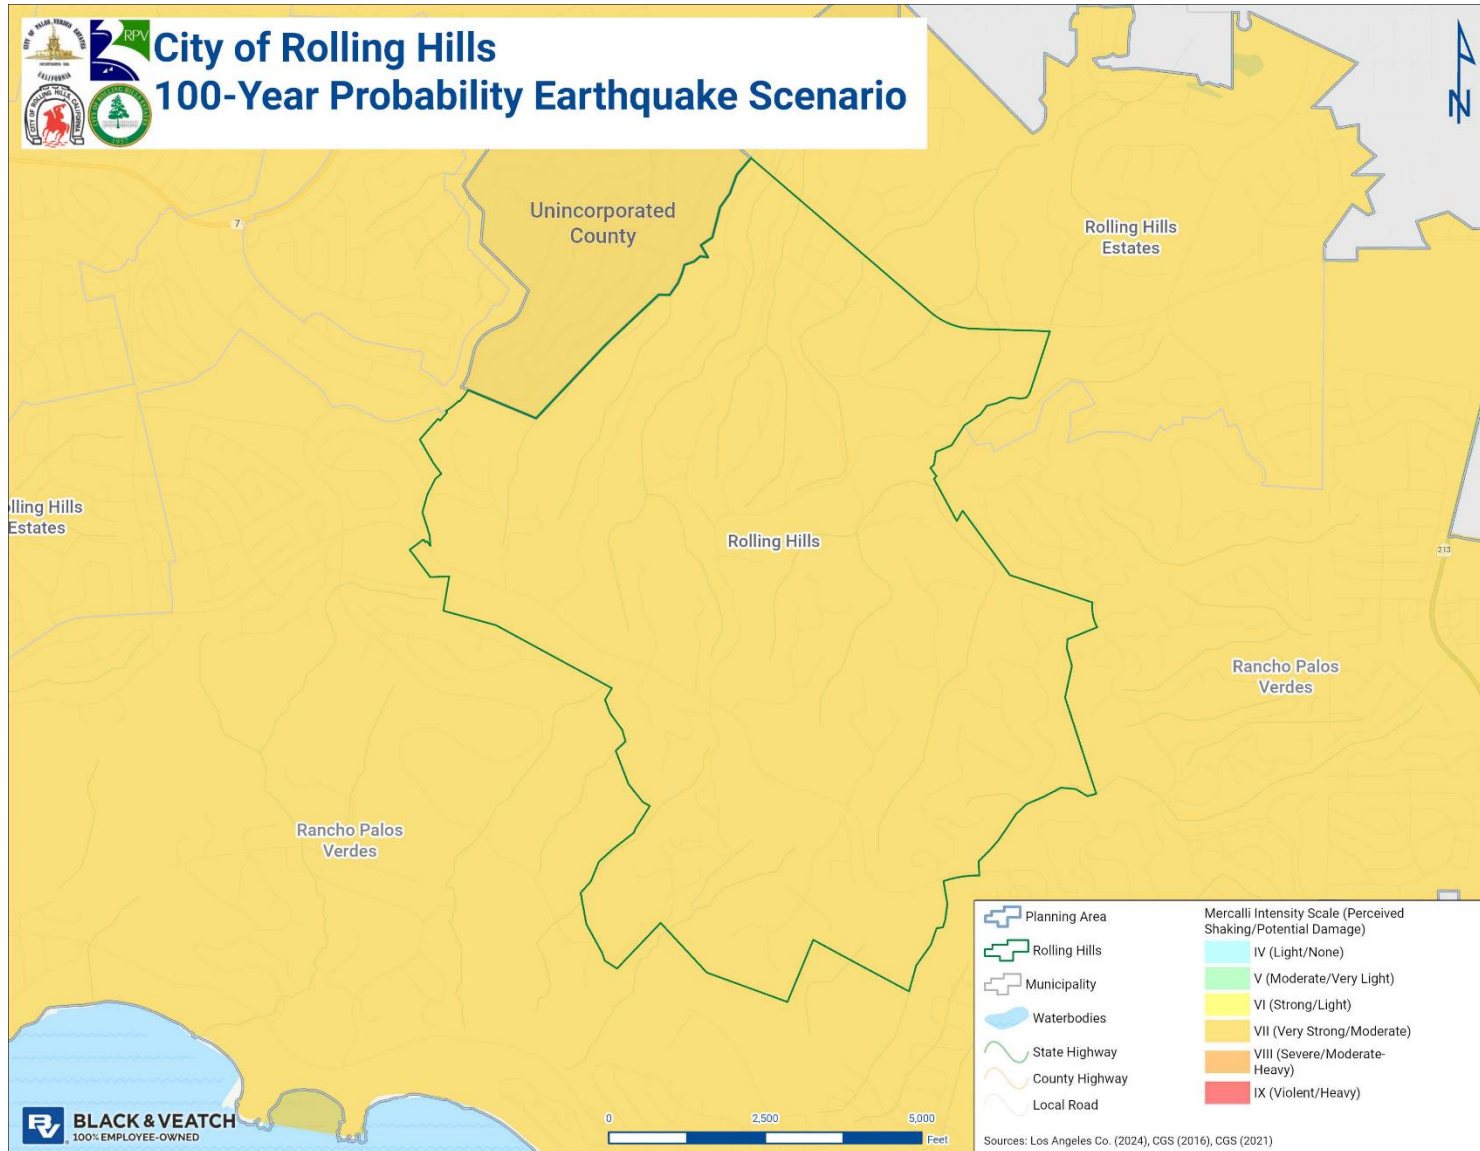 City of Rolling Hills
100-Year Probability Earthquake Scenario
RPV
CALIFORNIA
1957
Unincorporated
County
7
Rolling Hills
Estates
lling Hills
Estates
Rolling Hills
213
Rancho Palos
Verdes
Rancho Palos
Verdes
Planning Area
Rolling Hills
Municipality
Waterbodies
State Highway
County Highway
Local Road
Mercalli Intensity Scale (Perceived
Shaking/Potential Damage)
IV (Light/None)
V (Moderate/Very Light)
VI (Strong/Light)
VII (Very Strong/Moderate)
VIII (Severe/Moderate-
Heavy)
IX (Violent/Heavy)
Sources: Los Angeles Co. (2024), CGS (2016), CGS (2021)
BV
BLACK & VEATCH
100% EMPLOYEE-OWNED
0 2,500 5,000
Feet
N